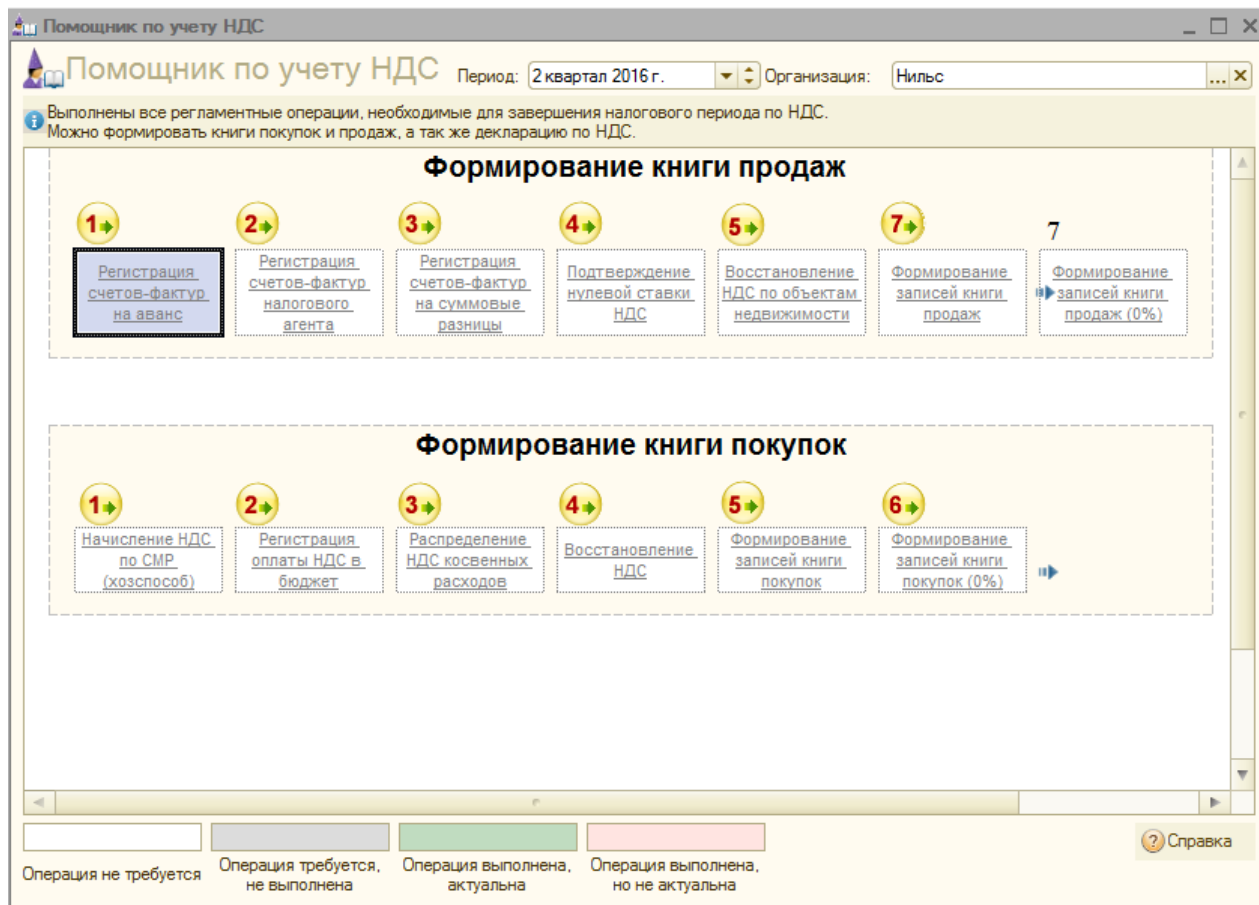 Помощник по учету НДС
Помощник по учету НДС Период: 2 квартал 2016 г. Организация: Нильс ...
Выполнены все регламентные операции, необходимые для завершения налогового периода по НДС.
Можно формировать книги покупок и продаж, а так же декларацию по НДС.
Формирование книги продаж
1
Регистрация
счетов-фактур
на аванс
2
Регистрация
счетов-фактур
налогового
агента
3
Регистрация
счетов-фактур
на суммовые
разницы
4
Подтверждение
нулевой ставки
НДС
5
Восстановление
НДС по объектам
недвижимости
7
Формирование
записей книги
продаж
7
Формирование
записей книги
продаж (0%)
Формирование книги покупок
1
Начисление НДС
по СМР
(хозспособ)
2
Регистрация
оплаты НДС в
бюджет
3
Распределение
НДС косвенных
расходов
4
Восстановление
НДС
5
Формирование
записей книги
покупок
6
Формирование
записей книги
покупок (0%)
Операция не требуется
Операция требуется,
не выполнена
Операция выполнена,
актуальна
Операция выполнена,
но не актуальна
? Справка